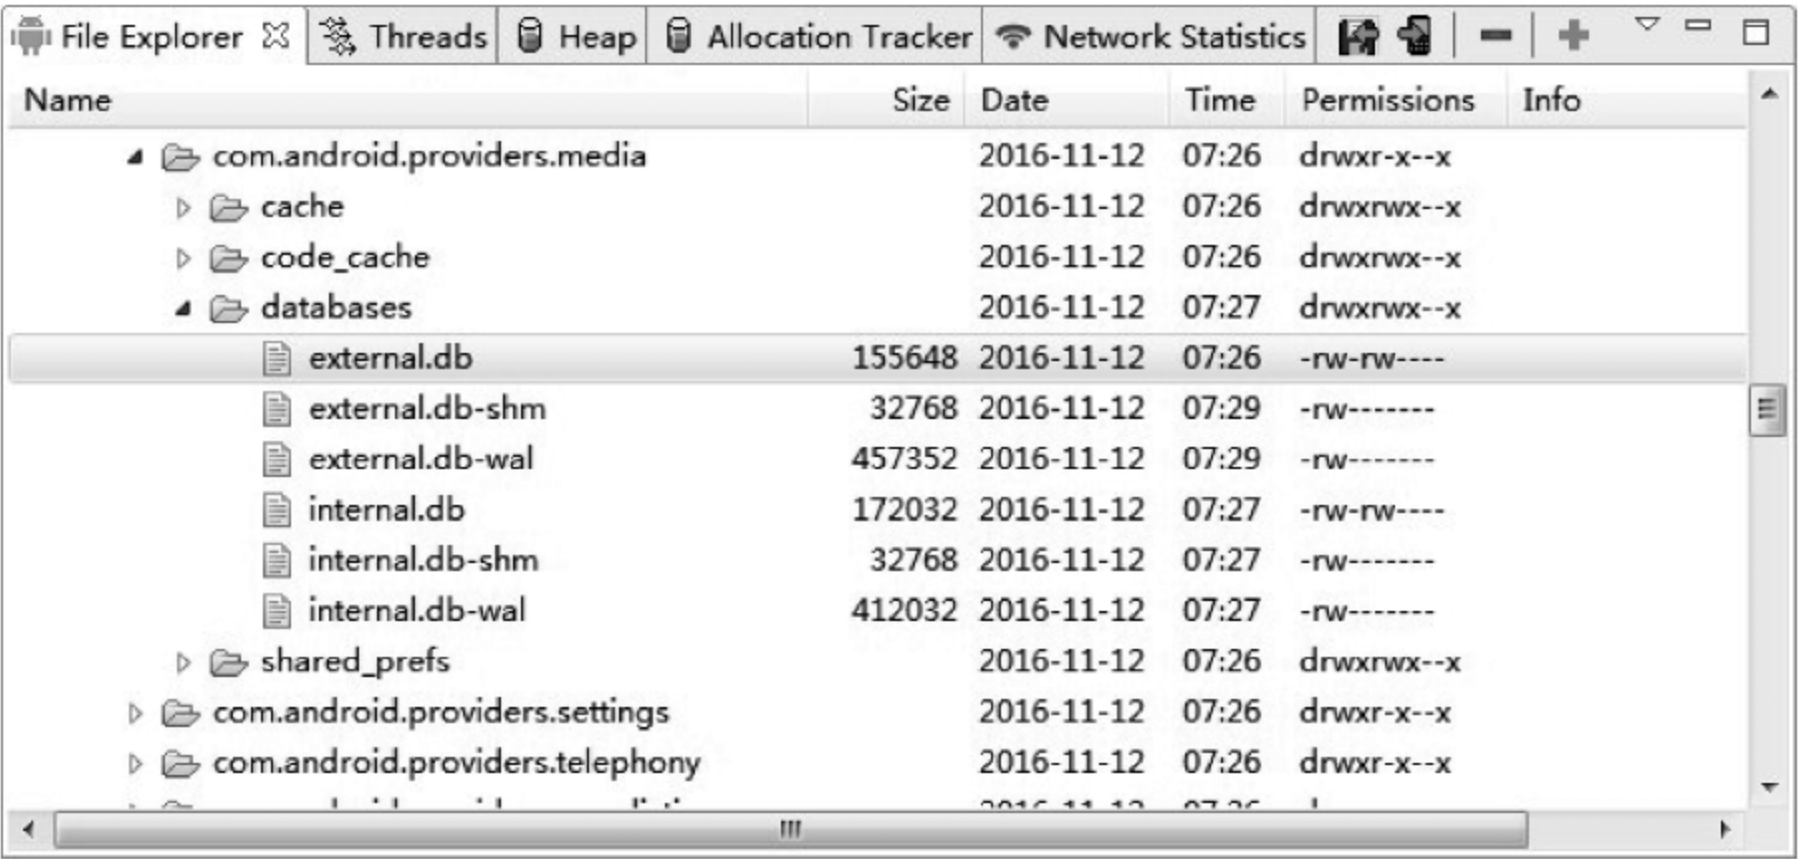 File Explorer Threads Heap Allocation Tracker Network Statistics
Name Size Date Time Permissions Info
com.android.providers.media 2016-11-12 07:26 drwxr-x--x
cache 2016-11-12 07:26 drwxrwx--x
code_cache 2016-11-12 07:26 drwxrwx--x
databases 2016-11-12 07:27 drwxrwx--x
external.db 155648 2016-11-12 07:26 -rw-rw----
external.db-shm 32768 2016-11-12 07:29 -rw-------
external.db-wal 457352 2016-11-12 07:29 -rw-------
internal.db 172032 2016-11-12 07:27 -rw-rw----
internal.db-shm 32768 2016-11-12 07:27 -rw-------
internal.db-wal 412032 2016-11-12 07:27 -rw-------
shared_prefs 2016-11-12 07:26 drwxrwx--x
com.android.providers.settings 2016-11-12 07:26 drwxr-x--x
com.android.providers.telephony 2016-11-12 07:26 drwxr-x--x